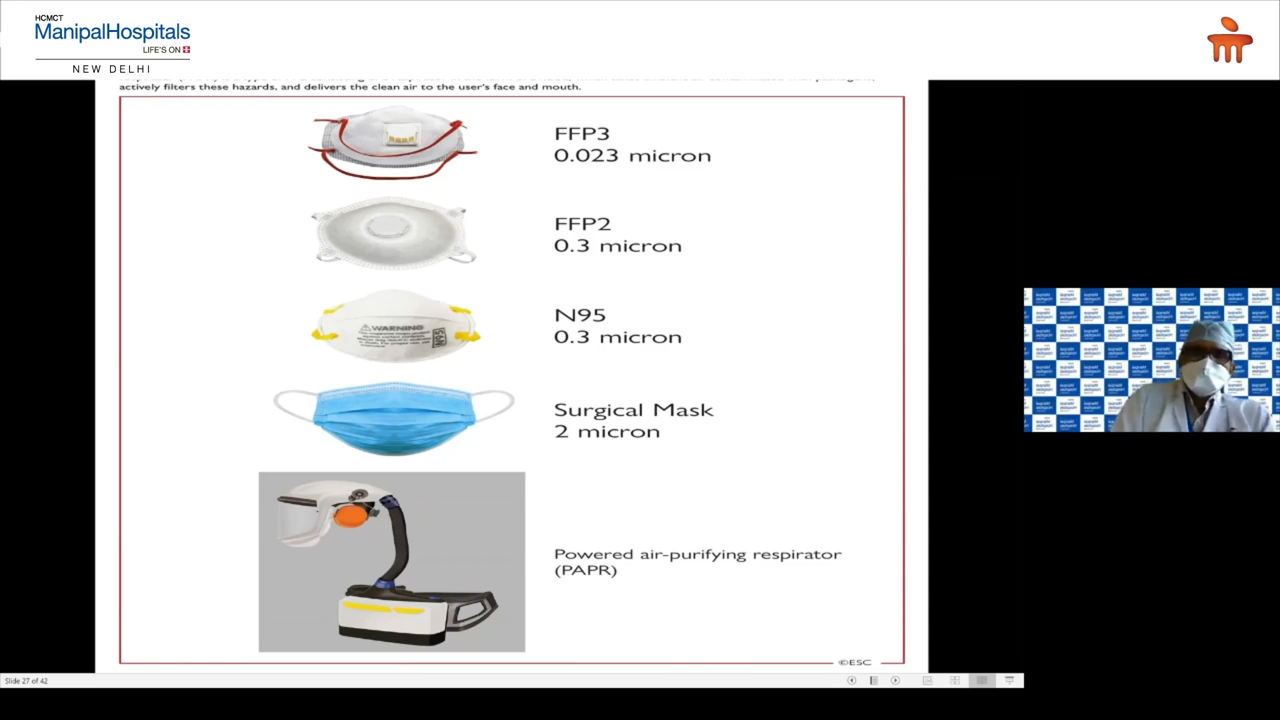 HCMCT
ManipalHospitals
LIFE'S ON
NEW DELHI
actively filters these hazards, and delivers the clean air to the user's face and mouth.
FFP3
0.023 micron
FFP2
0.3 micron
WARNING
N95
N95
0.3 micron
Surgical Mask
2 micron
Powered air-purifying respirator
(PAPR)
©ESC
Slide 27 of 42